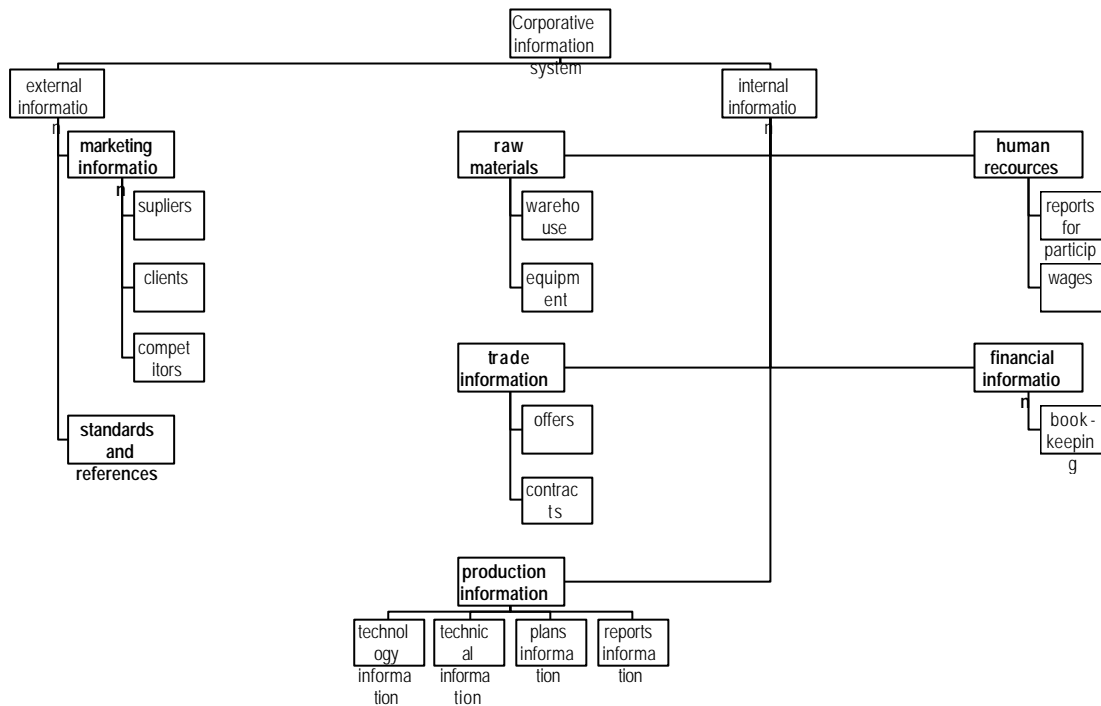 Corporative
information
system
external
informatio
n
internal
informatio
n
marketing
informatio
n
supliers
clients
compet
itors
standards
and
references
raw
materials
wareho
use
equipm
ent
human
recources
reports
for
particip
wages
trade
information
offers
contrac
ts
financial
informatio
n
book-
keepin
g
production
information
technol
ogy
informa
tion
technic
al
informa
tion
plans
informa
tion
reports
informa
tion